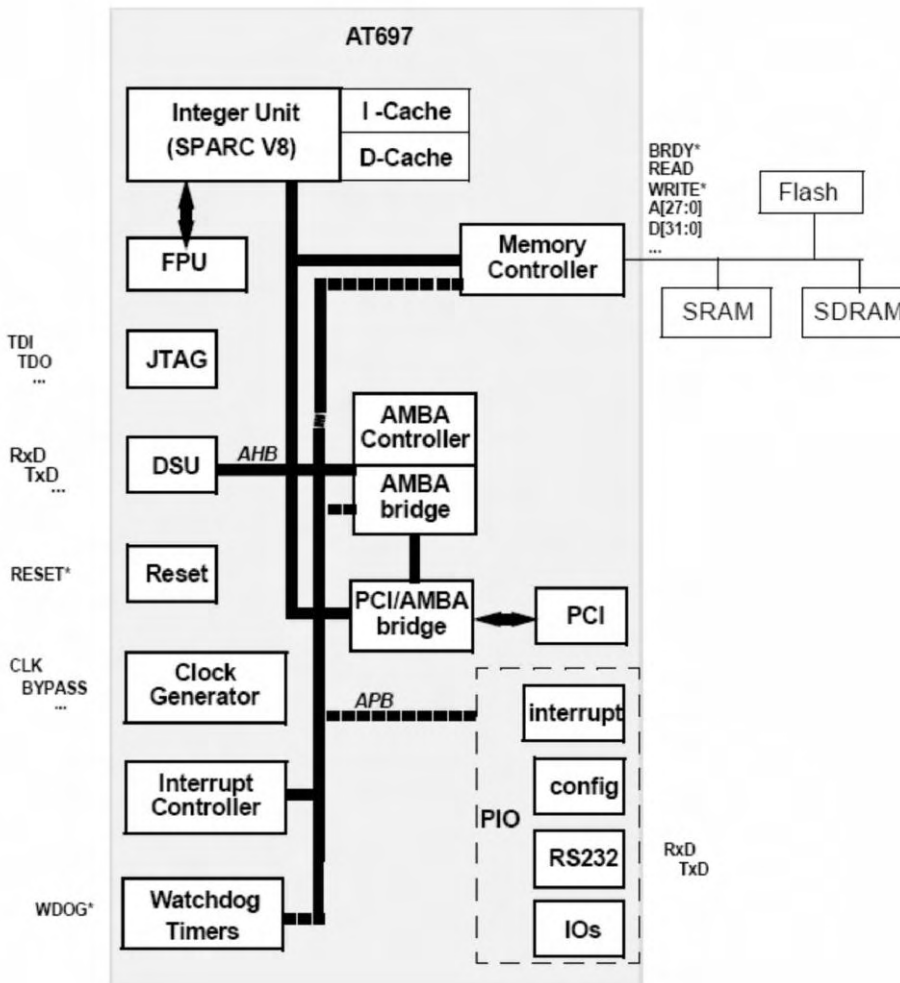 AT697
Integer Unit
(SPARC V8)
I -Cache
D-Cache
BRDY*
READ
WRITE*
A[27:0]
D[31:0]
...
Flash
FPU
Memory
Controller
SRAM
SDRAM
TDI
TDO
...
JTAG
AMBA
Controller
RxD
TxD
...
DSU
AHB
AMBA
bridge
RESET*
Reset
PCI/AMBA
bridge
PCI
CLK
BYPASS
...
Clock
Generator
APB
interrupt
Interrupt
Controller
config
PIO
RS232
RxD
TxD
WDOG*
Watchdog
Timers
IOs